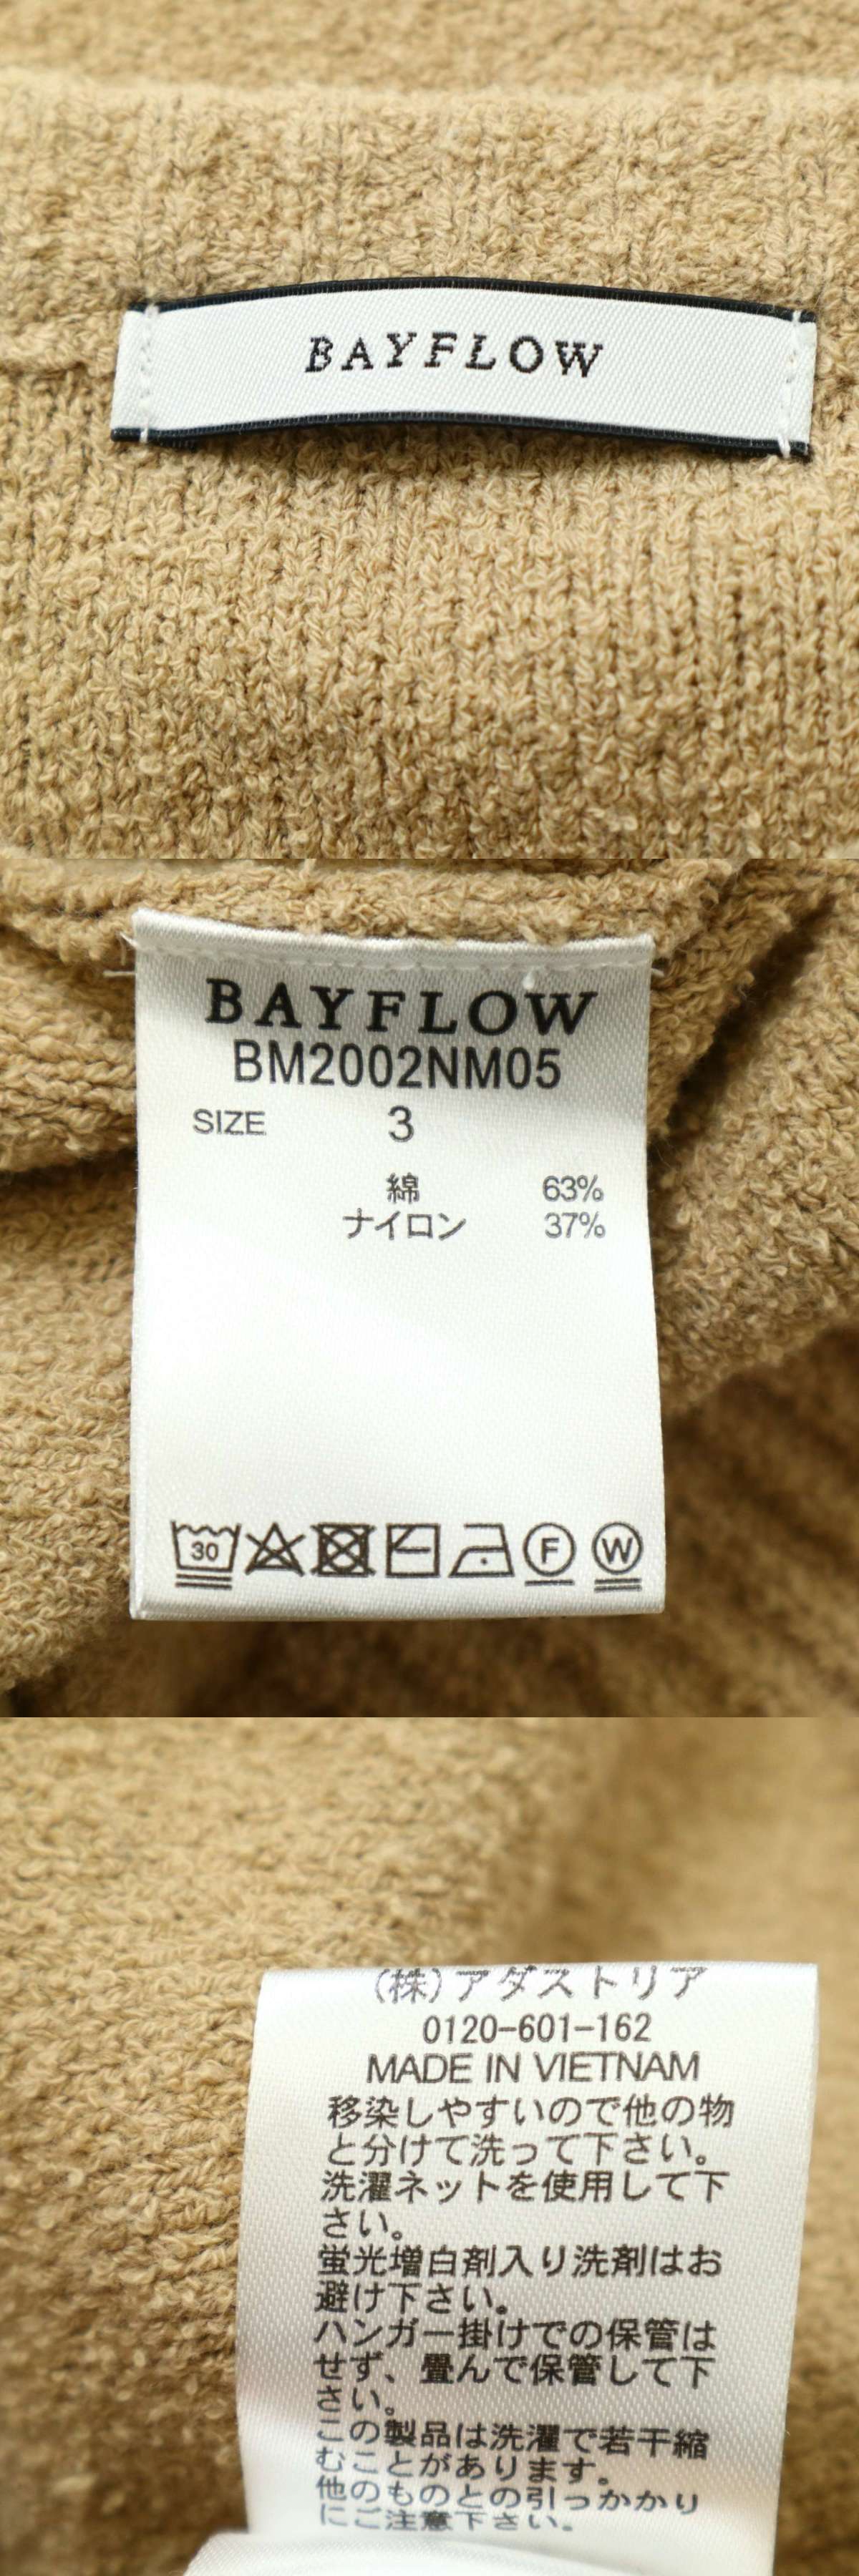 BAYFLOW
BAYFLOW
BM2002NM05
SIZE 3
綿 63%
ナイロン 37%
30
F
W
(株)アダストリア
0120-601-162
MADE IN VIETNAM
移染しやすいので他の物
と分けて洗って下さい。
洗濯ネットを使用して下
さい。
蛍光増白剤入り洗剤はお
避け下さい。
ハンガー掛けでの保管は
せず、畳んで保管して下
さい。
この製品は洗濯で若干縮
むことがあります。
他のものとの引っかかり
にご注意下さい。